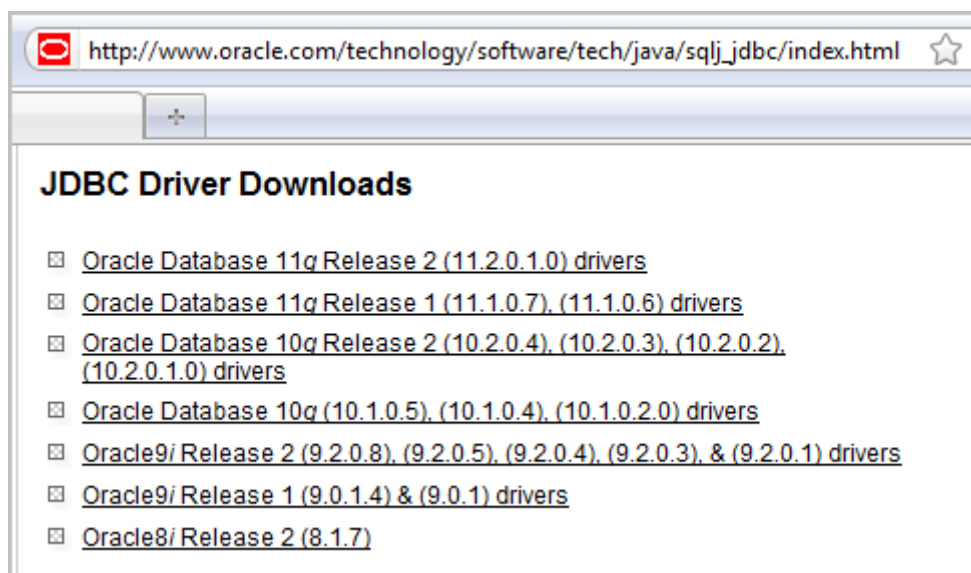 http://www.oracle.com/technology/software/tech/java/sqlj_jdbc/index.html
JDBC Driver Downloads
Oracle Database 11g Release 2 (11.2.0.1.0) drivers
Oracle Database 11g Release 1 (11.1.0.7), (11.1.0.6) drivers
Oracle Database 10g Release 2 (10.2.0.4), (10.2.0.3), (10.2.0.2),
(10.2.0.1.0) drivers
Oracle Database 10g (10.1.0.5), (10.1.0.4), (10.1.0.2.0) drivers
Oracle9i Release 2 (9.2.0.8), (9.2.0.5), (9.2.0.4), (9.2.0.3), & (9.2.0.1) drivers
Oracle9i Release 1 (9.0.1.4) & (9.0.1) drivers
Oracle8i Release 2 (8.1.7)